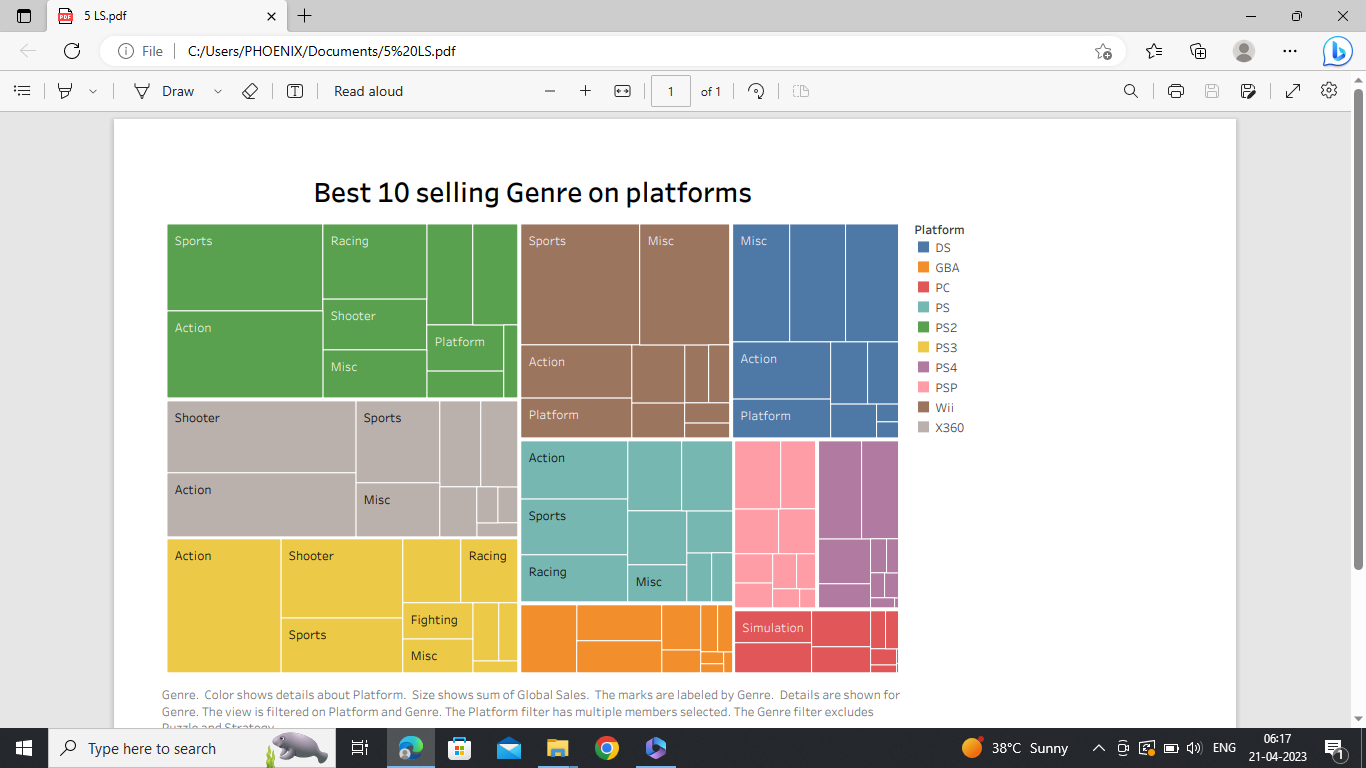 5 LS.pdf
File
C:/Users/PHOENIX/Documents/5%20LS.pdf
Draw
Read aloud
1
of 1
Best 10 selling Genre on platforms
Sports
Racing
Action
Shooter
Misc
Platform
Sports
Misc
Action
Platform
Misc
Action
Platform
Platform
DS
GBA
PC
PS
PS2
PS3
PS4
PSP
Wii
X360
Shooter
Sports
Action
Misc
Action
Sports
Racing
Misc
Action
Shooter
Racing
Sports
Fighting
Misc
Simulation
Genre.  Color shows details about Platform.  Size shows sum of Global Sales.  The marks are labeled by Genre.  Details are shown for
Genre. The view is filtered on Platform and Genre. The Platform filter has multiple members selected. The Genre filter excludes
Puzzle and Strategy.
Type here to search
38°C Sunny
ENG
06:17
21-04-2023
1